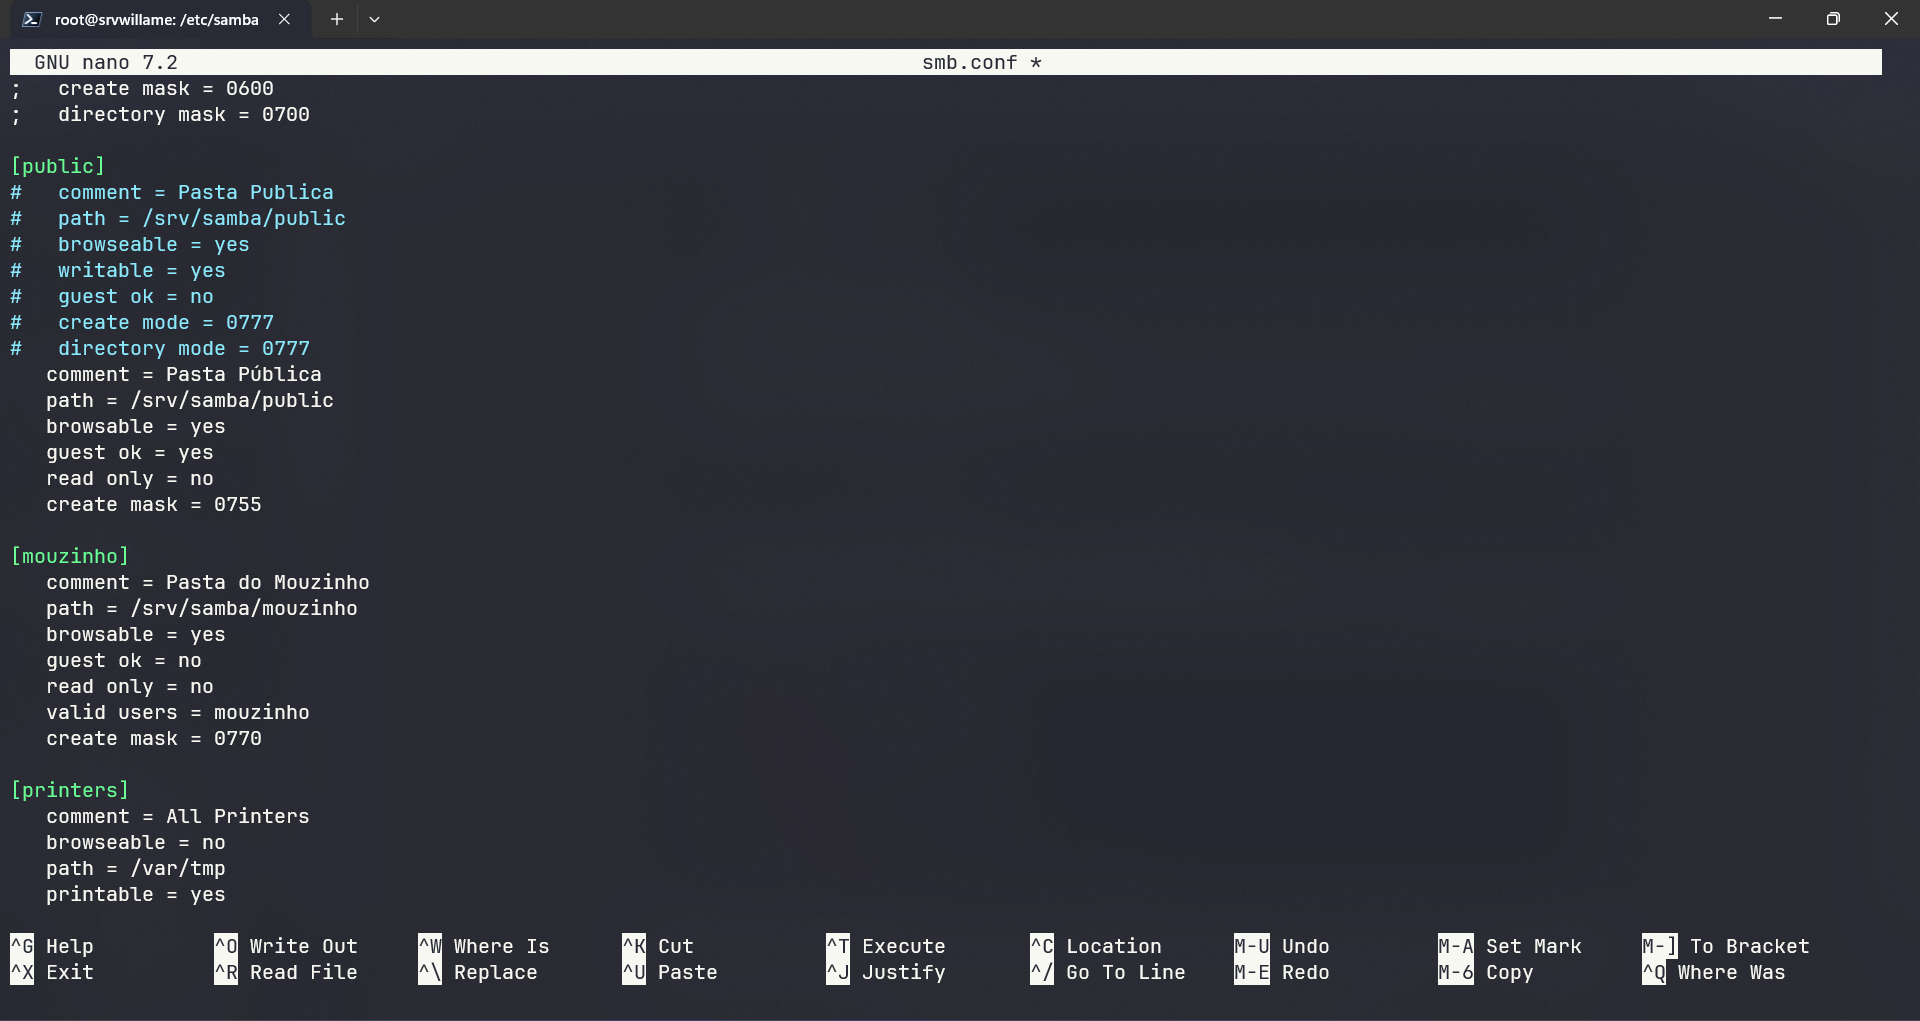 root@srvwillame: /etc/samba
GNU nano 7.2 smb.conf *
;   create mask = 0600
;   directory mask = 0700
[public]
#   comment = Pasta Publica
#   path = /srv/samba/public
#   browseable = yes
#   writable = yes
#   guest ok = no
#   create mode = 0777
#   directory mode = 0777
   comment = Pasta Pública
   path = /srv/samba/public
   browsable = yes
   guest ok = yes
   read only = no
   create mask = 0755
[mouzinho]
   comment = Pasta do Mouzinho
   path = /srv/samba/mouzinho
   browsable = yes
   guest ok = no
   read only = no
   valid users = mouzinho
   create mask = 0770
[printers]
   comment = All Printers
   browseable = no
   path = /var/tmp
   printable = yes
^G Help ^O Write Out ^W Where Is ^K Cut ^T Execute ^C Location M-U Undo M-A Set Mark M-] To Bracket
^X Exit ^R Read File ^\ Replace ^U Paste ^J Justify ^/ Go To Line M-E Redo M-6 Copy ^Q Where Was